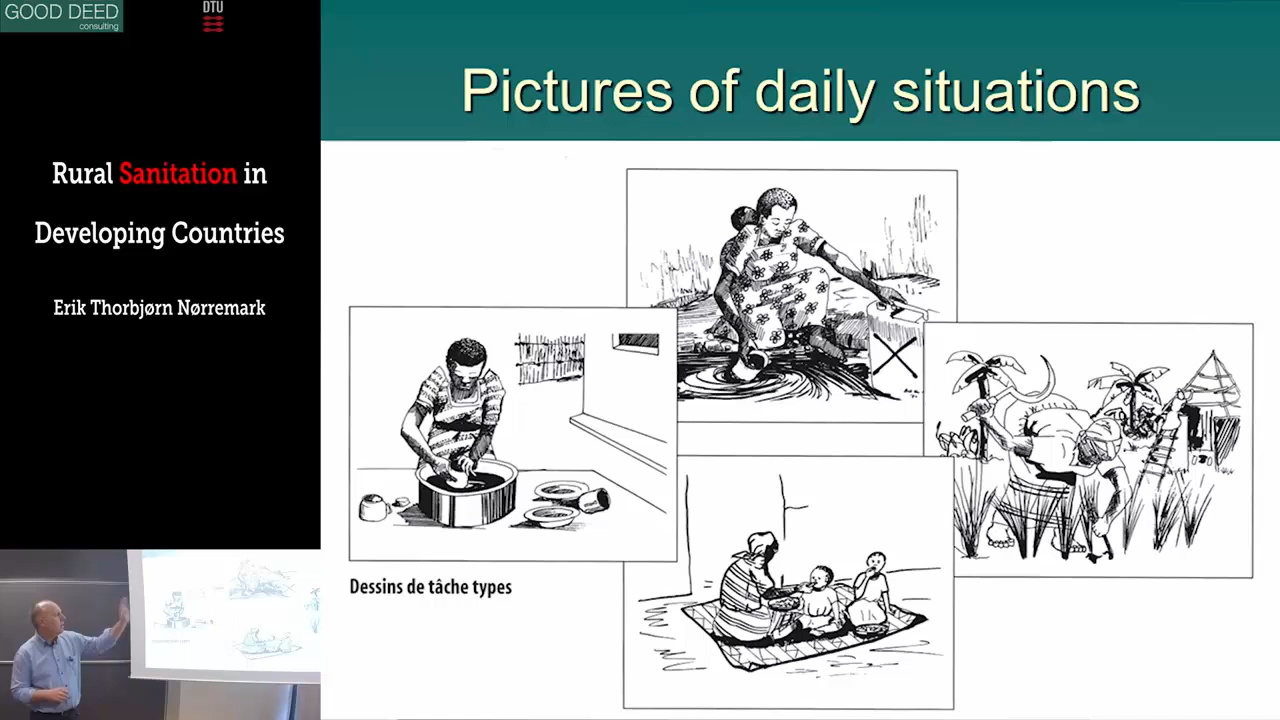 GOOD DEED
consulting
DTU
Rural Sanitation in
Developing Countries
Erik Thorbjørn Nørremark
Pictures of daily situations
Dessins de tâche types